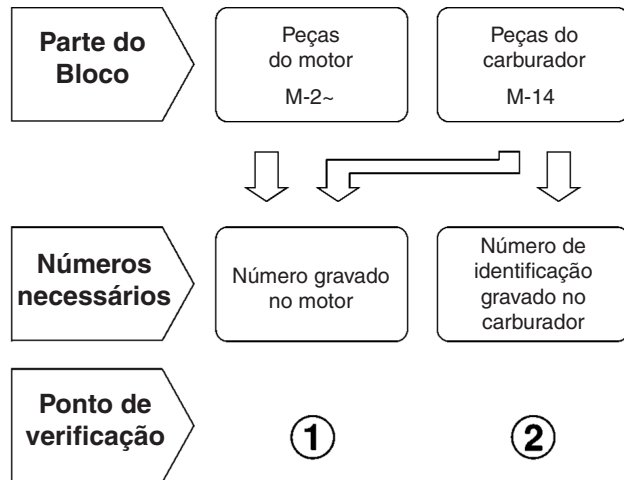 Parte do
Bloco
Peças
do motor
M-2~
Peças do
carburador
M-14
Números
necessários
Número gravado
no motor
Número de
identificação
gravado no
carburador
Ponto de
verificação
1
2